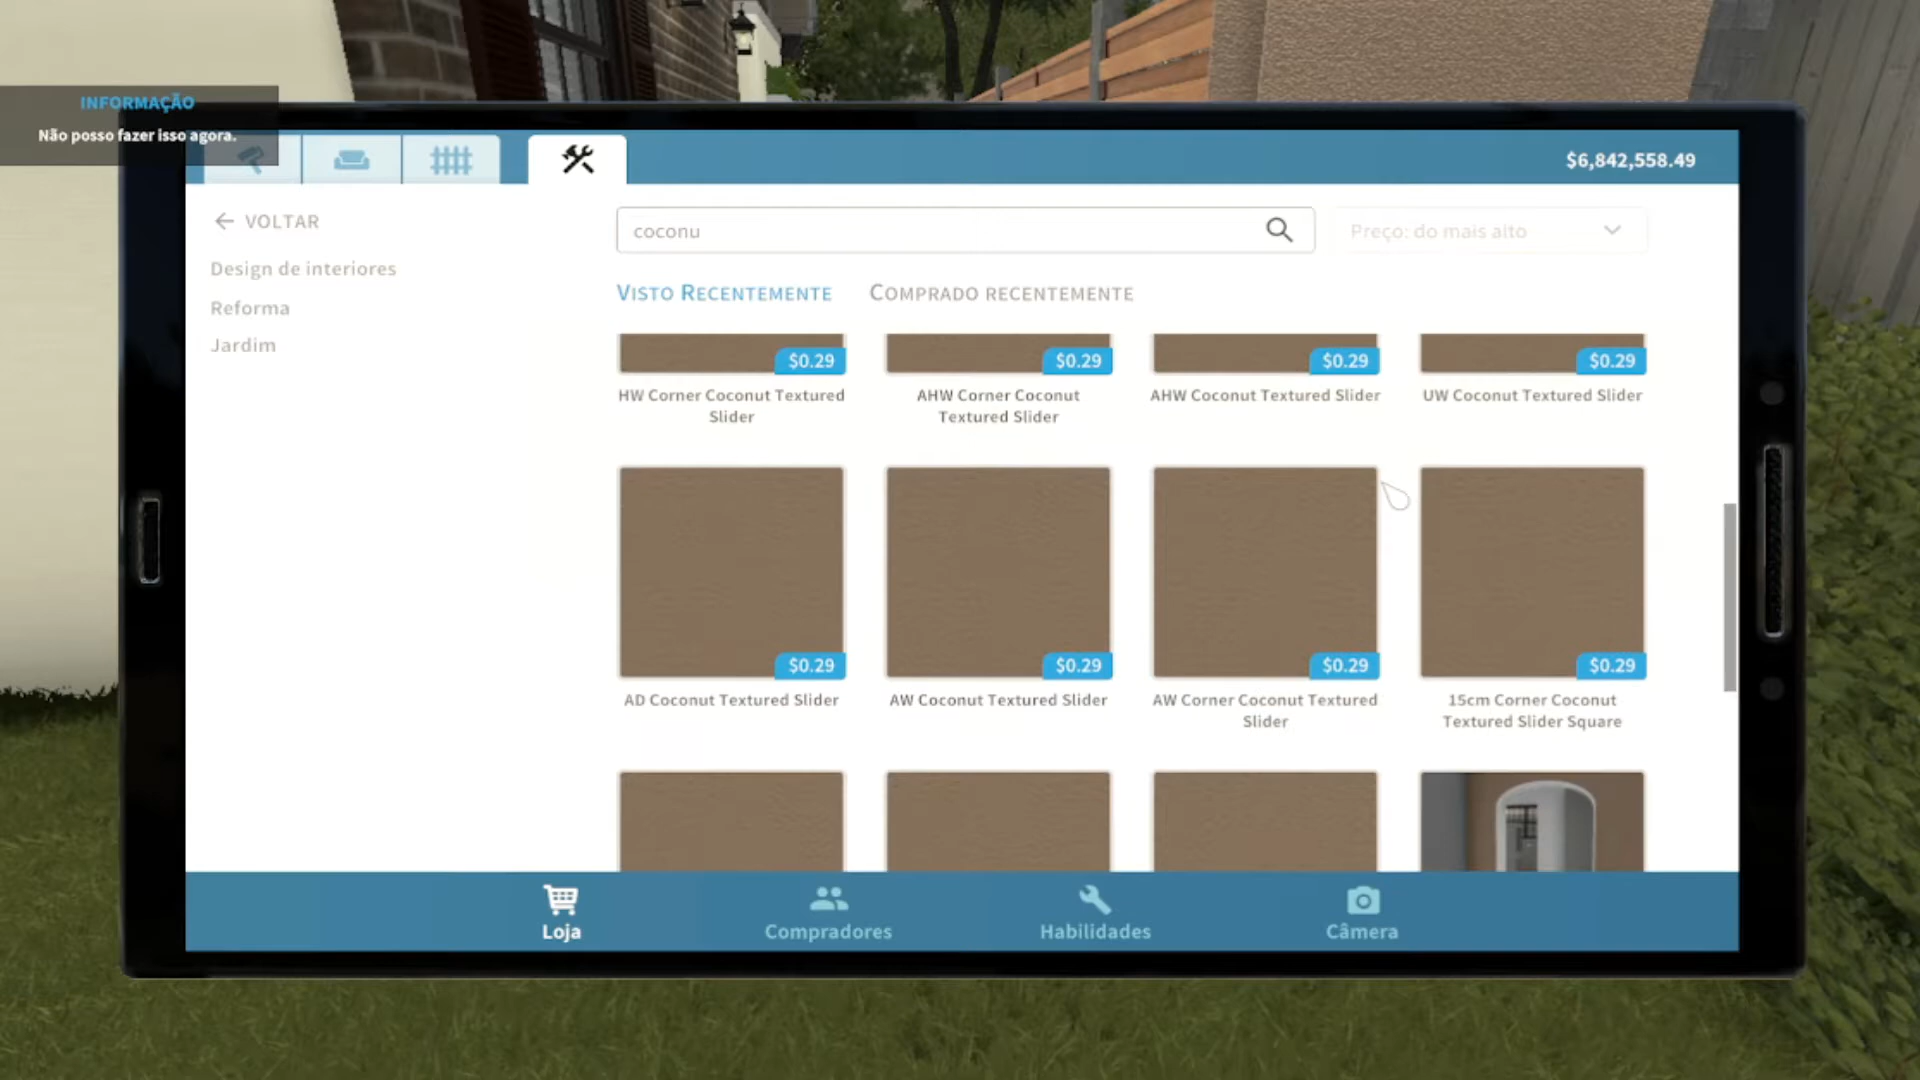 INFORMAÇÃO
Não posso fazer isso agora.
$6,842,558.49
VOLTAR
Design de interiores
Reforma
Jardim
coconu
Preço: do mais alto
VISTO RECENTEMENTE
COMPRADO RECENTEMENTE
$0.29
$0.29
$0.29
$0.29
HW Corner Coconut Textured
Slider
AHW Corner Coconut
Textured Slider
AHW Coconut Textured Slider
UW Coconut Textured Slider
$0.29
$0.29
$0.29
$0.29
AD Coconut Textured Slider
AW Coconut Textured Slider
AW Corner Coconut Textured
Slider
15cm Corner Coconut
Textured Slider Square
Loja
Compradores
Habilidades
Câmera